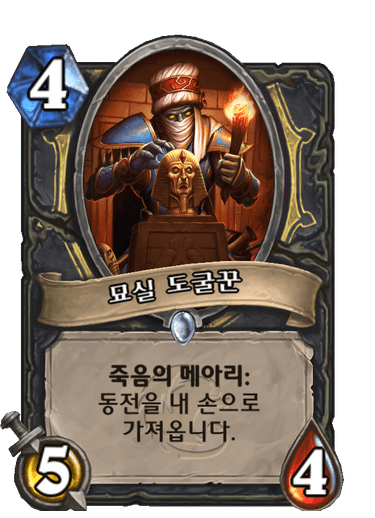 4
묘실 도굴꾼
죽음의 메아리:
동전을 내 손으로
가져옵니다.
5
4